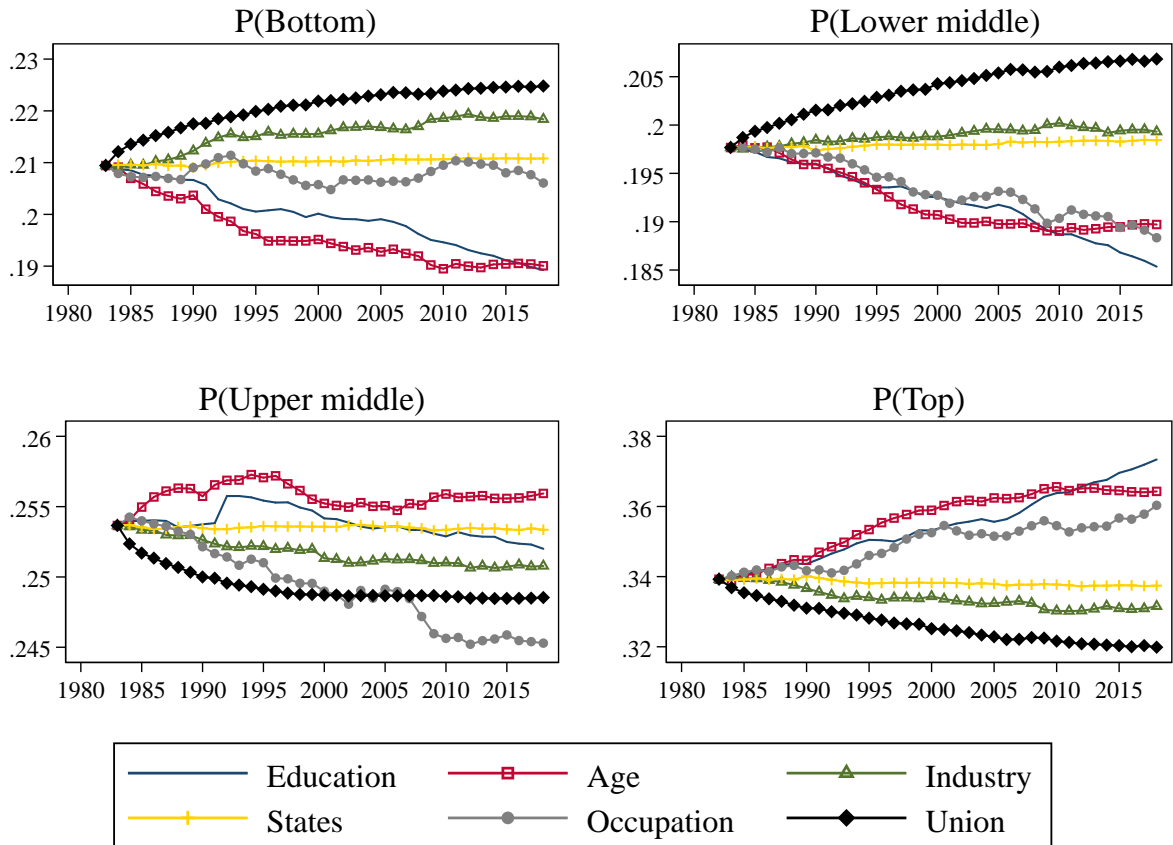 P(Bottom)
.23
.22
.21
.2
.19
1980 1985 1990 1995 2000 2005 2010 2015
P(Lower middle)
.205
.2
.195
.19
.185
1980 1985 1990 1995 2000 2005 2010 2015
P(Upper middle)
.26
.255
.25
.245
1980 1985 1990 1995 2000 2005 2010 2015
P(Top)
.38
.36
.34
.32
1980 1985 1990 1995 2000 2005 2010 2015
Education Age Industry
States Occupation Union